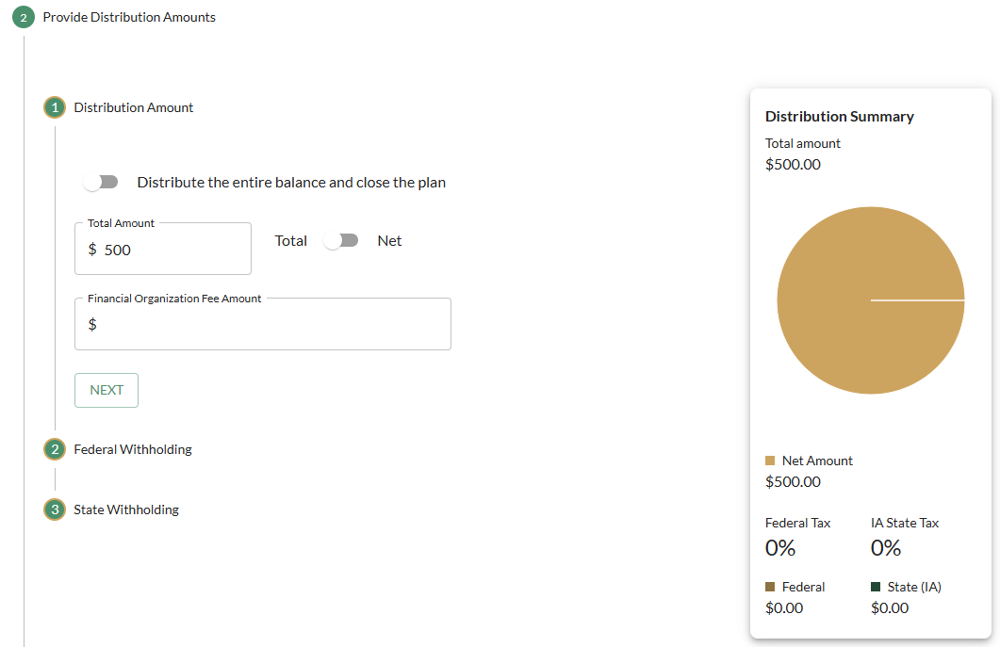 2 Provide Distribution Amounts
1 Distribution Amount
Distribute the entire balance and close the plan
Total Amount
$ 500
Total Net
Financial Organization Fee Amount
$
NEXT
2 Federal Withholding
3 State Withholding
Distribution Summary
Total amount
$500.00
Net Amount
$500.00
Federal Tax IA State Tax
0% 0%
Federal State (IA)
$0.00 $0.00